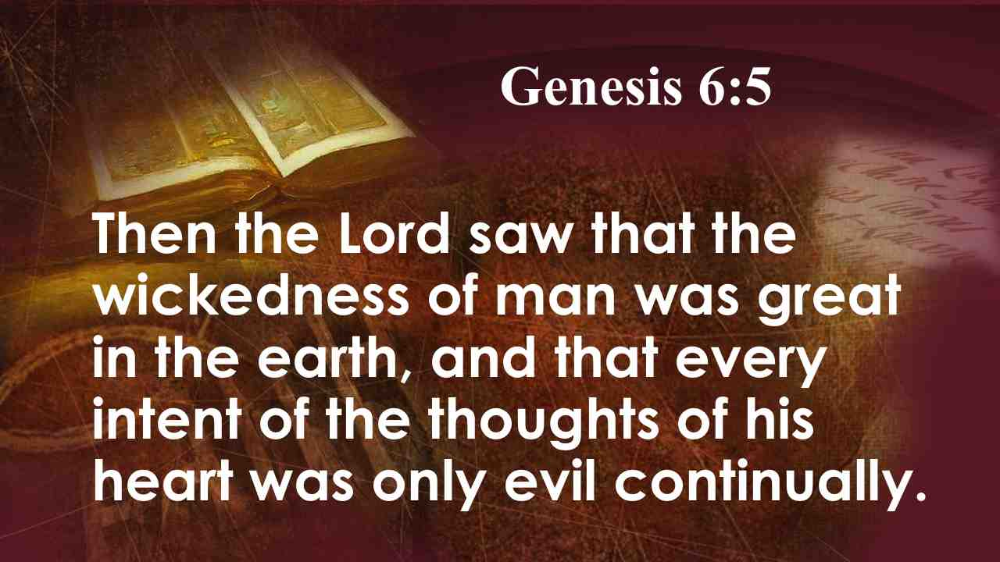 Genesis 6:5
Then the Lord saw that the
wickedness of man was great
in the earth, and that every
intent of the thoughts of his
heart was only evil continually.